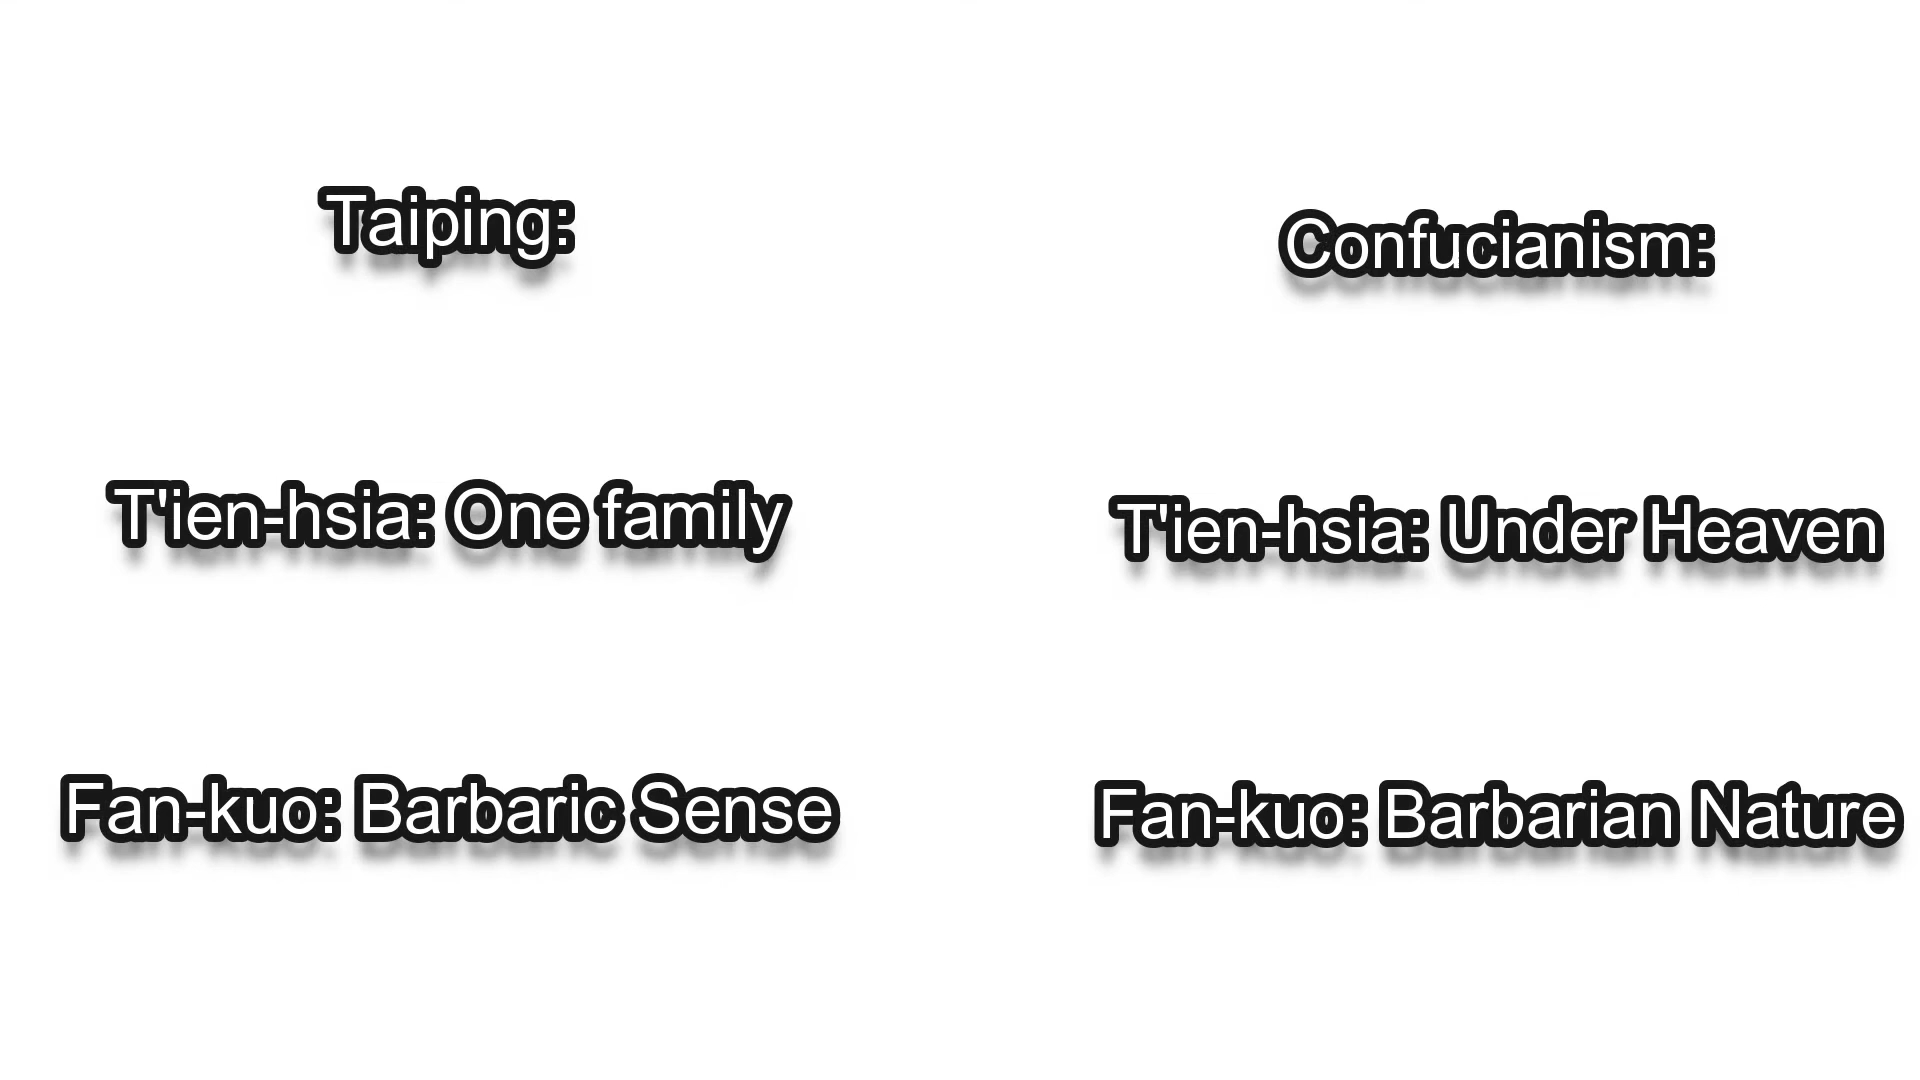 Taiping:
T'ien-hsia: One family
Fan-kuo: Barbaric Sense
Confucianism:
T'ien-hsia: Under Heaven
Fan-kuo: Barbarian Nature